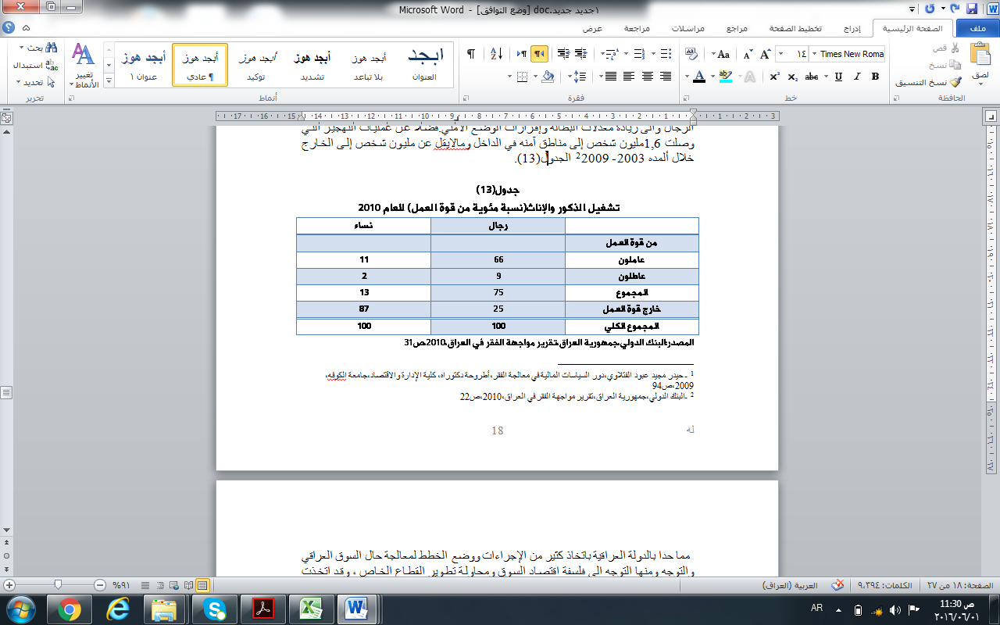 ١جديد جديد.doc [وضع التوافق] - Microsoft Word
ملف الصفحة الرئيسية إدراج تخطيط الصفحة مراجع مراسلات مراجعة عرض
لصق
قص
نسخ
نسخ التنسيق
الحافظة
Times New Roma ١٤
خط
فقرة
أبجد هوز ¶ عادي
أبجد هوز عنوان ١
أبجد هوز توكيد
أبجد هوز تشديد
أبجد هوز بلا تباعد
ابجد العنوان
أنماط
تغيير الأنماط
بحث
استبدال
تحديد
تحرير
الرجال والى زيادة معدلات البطالة وإفرازات الوضع الأمني فضلا عن عمليات التهجير التي
وصلت 1,6مليون شخص إلى مناطق آمنه في الداخل ومالايقل عن مليون شخص إلى الخارج
خلال ألمده 2003- 2009 2 الجدول(13).
جدول(13)
تشغيل الذكور والإناث(نسبة مئوية من قوة العمل) للعام 2010
رجال نساء
من قوة العمل
عاملون 66 11
عاطلون 9 2
المجموع 75 13
خارج قوة العمل 25 87
المجموع الكلي 100 100
المصدر:البنك الدولي،جمهورية العراق،تقرير مواجهة الفقر في العراق،2010،ص31
1 ـ حيدر مجيد عبود الفتلاوي،دور السياسات المالية في معالجة الفقر، أطروحة دكتوراه، كلية الإدارة والاقتصاد،جامعة الكوفه،
2009،ص94
2 ـالبنك الدولي،جمهورية العراق،تقرير مواجهة الفقر في العراق،2010،ص22
له 18
مما حدا بالدولة العراقية باتخاذ كثير من الإجراءات ووضع الخطط لمعالجة حال السوق العراقي
والتوجه ومنها التوجه الى فلسفة اقتصاد السوق ومحاولة تطوير القطاع الخاص ، وقد اتخذت
الصفحة: ١٨ من ٢٧ الكلمات: ٩،٣٩٤ العربية (العراق) ٩١%
AR
11:30 ص
٢٠١٦/٠٦/٠١